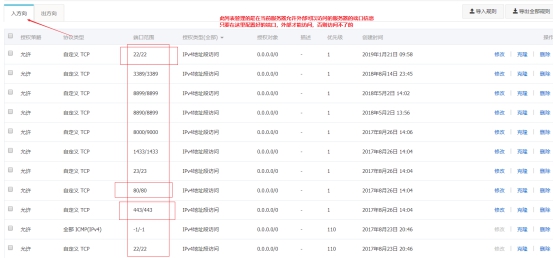 入方向 出方向
此时需要管理的是在当前服务器允许外部对口访问的服务器的端口信息
只要在这里配置好的端口，外部才能访问，否则访问不了的
导入规则 导出全部规则
授权策略 协议类型 端口范围 授权类型(全部) 授权对象 描述 优先级 创建时间 操作
允许 自定义 TCP 22/22 IPv4地址段访问 0.0.0.0/0 - 1 2019年1月21日 09:58 修改 克隆 删除
允许 自定义 TCP 3389/3389 IPv4地址段访问 0.0.0.0/0 - 1 2018年8月14日 23:45 修改 克隆 删除
允许 自定义 TCP 8899/8899 IPv4地址段访问 0.0.0.0/0 - 1 2018年5月2日 14:02 修改 克隆 删除
允许 自定义 TCP 8890/8899 IPv4地址段访问 0.0.0.0/0 - 1 2018年5月2日 13:56 修改 克隆 删除
允许 自定义 TCP 8000/9000 IPv4地址段访问 0.0.0.0/0 - 1 2017年8月26日 14:06 修改 克隆 删除
允许 自定义 TCP 1433/1433 IPv4地址段访问 0.0.0.0/0 - 1 2017年8月26日 14:04 修改 克隆 删除
允许 自定义 TCP 23/23 IPv4地址段访问 0.0.0.0/0 - 1 2017年8月26日 14:04 修改 克隆 删除
允许 自定义 TCP 80/80 IPv4地址段访问 0.0.0.0/0 - 1 2017年8月26日 14:04 修改 克隆 删除
允许 自定义 TCP 443/443 IPv4地址段访问 0.0.0.0/0 - 1 2017年8月26日 14:04 修改 克隆 删除
允许 全部 ICMP(IPv4) -1/-1 IPv4地址段访问 0.0.0.0/0 - 110 2017年8月23日 20:46 修改 克隆 删除
允许 自定义 TCP 22/22 IPv4地址段访问 0.0.0.0/0 - 110 2017年8月23日 20:46 修改 克隆 删除